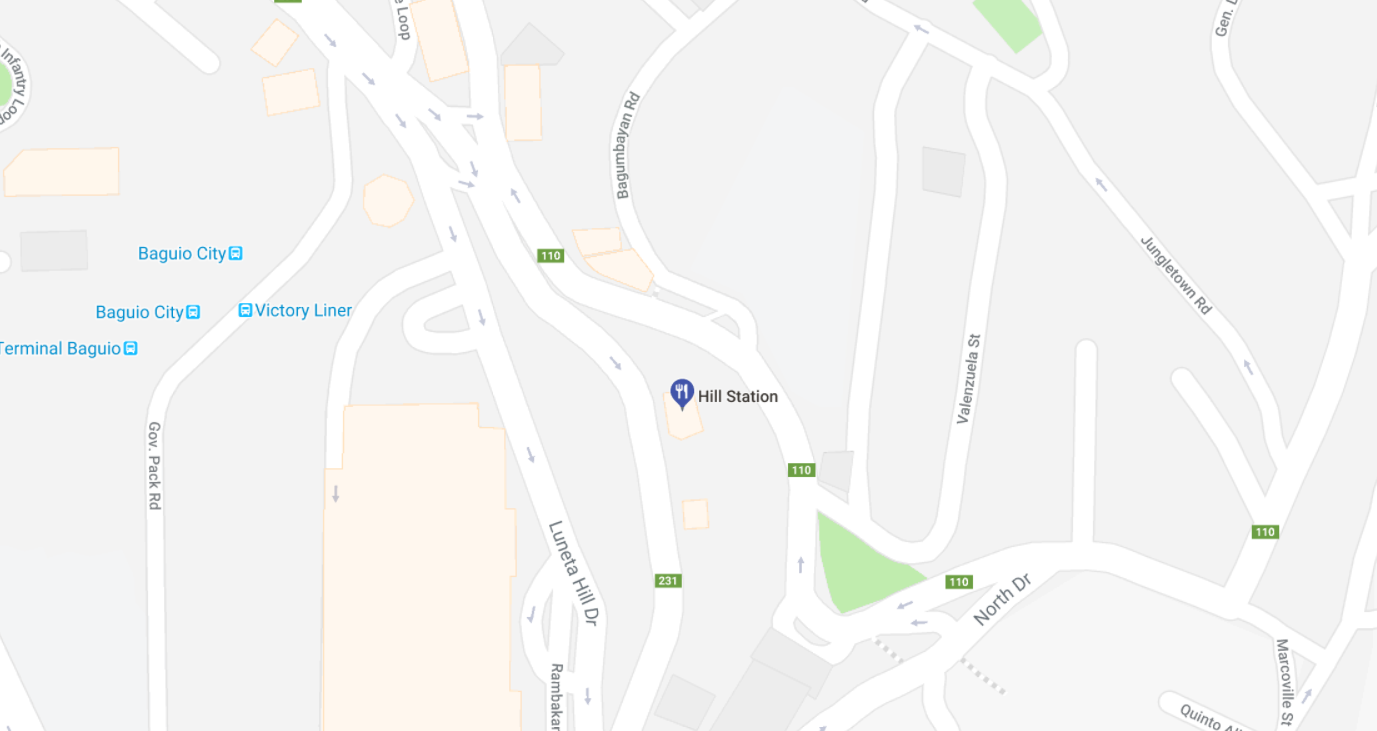 e Loop
Gen. L
Infantry Loop
Bagumbayan Rd
Baguio City
110
Jungletown Rd
Baguio City
Victory Liner
Terminal Baguio
Valenzuela St
Hill Station
Gov. Pack Rd
110
110
Luneta Hill Dr
231
110
North Dr
Rambakan
Marcoville St
Quinto Al